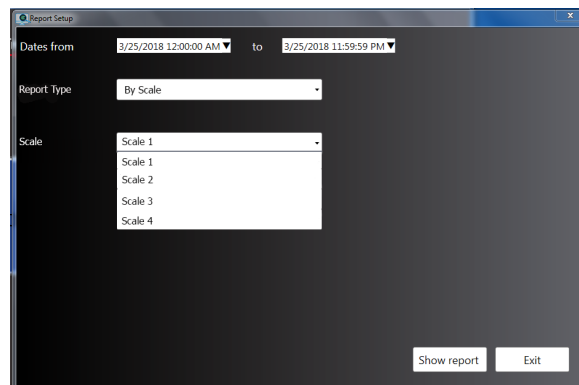 Report Setup
x
Dates from 3/25/2018 12:00:00 AM ▼ to 3/25/2018 11:59:59 PM ▼
Report Type By Scale
Scale Scale 1
Scale 1
Scale 2
Scale 3
Scale 4
Show report Exit